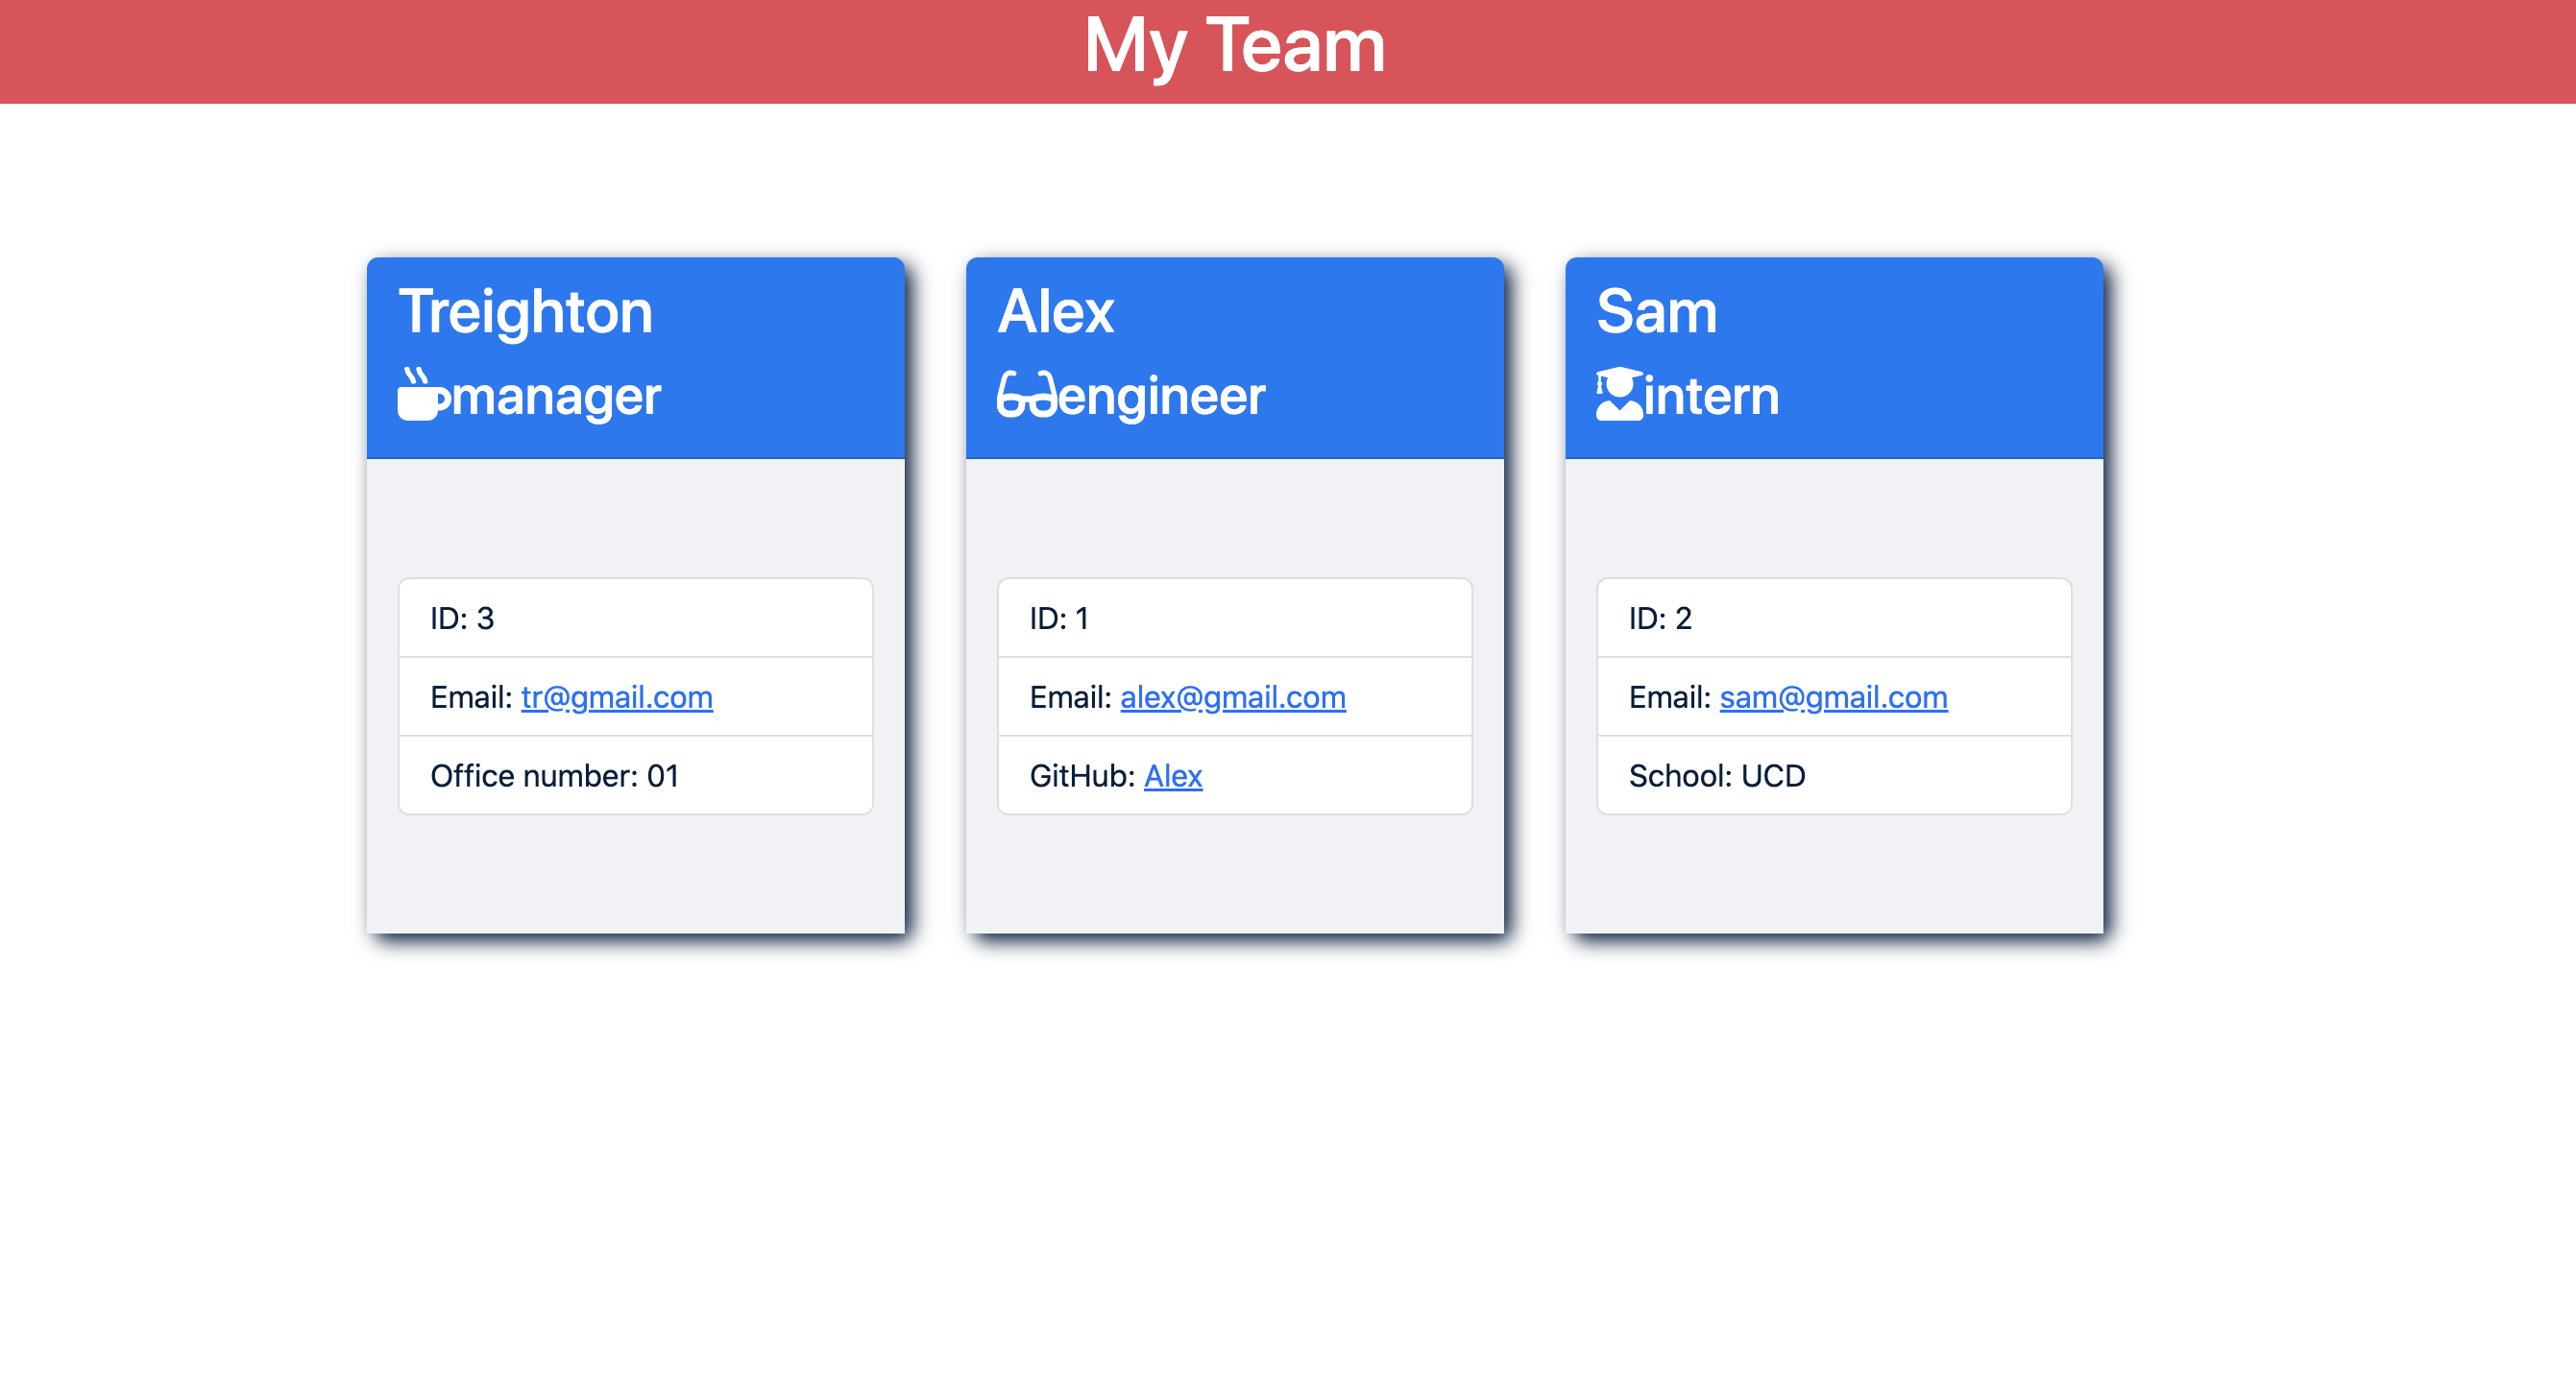 My Team
Treighton
manager
ID: 3
Email: tr@gmail.com
Office number: 01
Alex
engineer
ID: 1
Email: alex@gmail.com
GitHub: Alex
Sam
intern
ID: 2
Email: sam@gmail.com
School: UCD